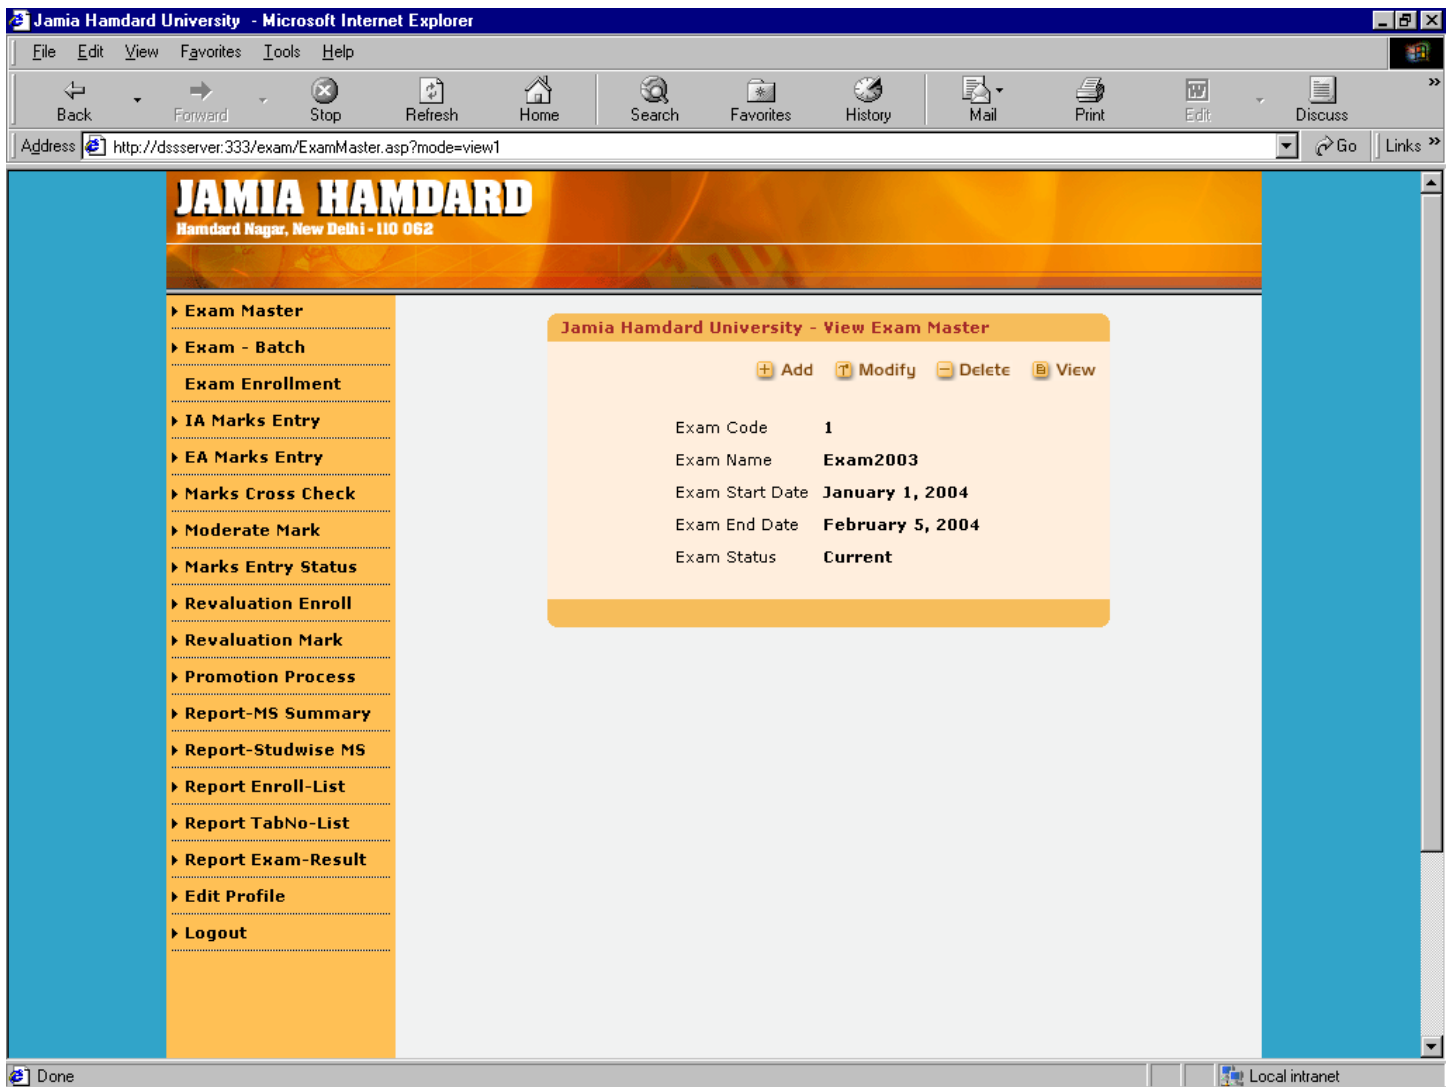 Jamia Hamdard University - Microsoft Internet Explorer
File Edit View Favorites Tools Help
Back Forward Stop Refresh Home Search Favorites History Mail Print Edit Discuss »
Address http://dssserver:333/exam/ExamMaster.asp?mode=view1 Go Links »
JAMIA HAMDARD
Hamdard Nagar, New Delhi - 110 062
Exam Master
Exam - Batch
Exam Enrollment
IA Marks Entry
EA Marks Entry
Marks Cross Check
Moderate Mark
Marks Entry Status
Revaluation Enroll
Revaluation Mark
Promotion Process
Report-MS Summary
Report-Studwise MS
Report Enroll-List
Report TabNo-List
Report Exam-Result
Edit Profile
Logout
Jamia Hamdard University - View Exam Master
Add Modify Delete View
Exam Code 1
Exam Name Exam2003
Exam Start Date January 1, 2004
Exam End Date February 5, 2004
Exam Status Current
Done Local intranet